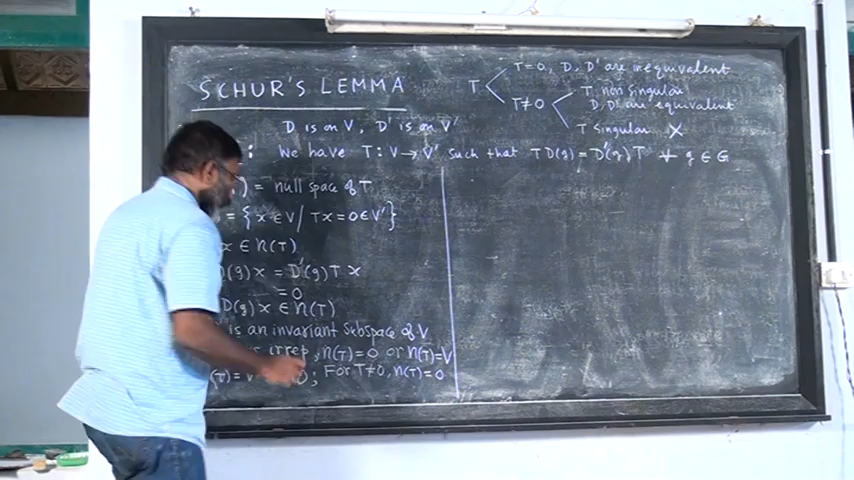 SCHUR'S LEMMA
T T=0, D, D' are inequivalent
T≠0 T non singular
D, D' are equivalent
T Singular X
D is on V, D' is on V'
: We have T: V → V' such that T D(g) = D'(g) T ∀ g ∈ G
) = null space of T
= {x ∈ V / Tx = 0 ∈ V'}
x ∈ n(T)
D(g) x = D'(g) T x
= 0
D(g) x ∈ n(T)
is an invariant Subspace of V
irrep, n(T) = 0 or n(T) = V
(T) = V ; For T≠0, n(T) = 0